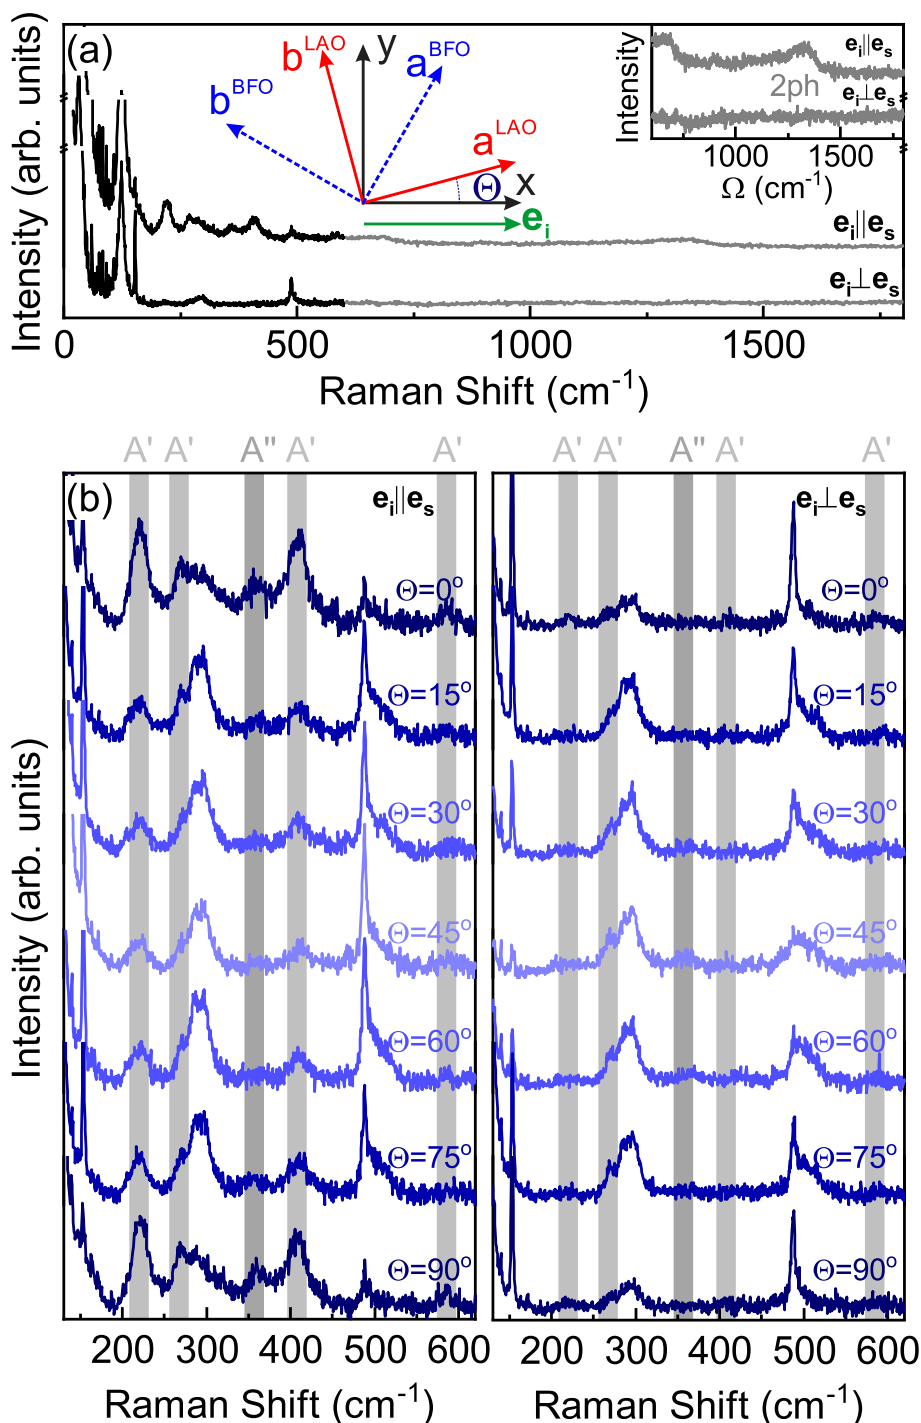 (a)
Intensity (arb. units)
b^LAO
y
a^BFO
b^BFO
a^LAO
Θ
x
e_i
Intensity
e_i||e_s
2ph
e_i⊥e_s
1000 1500
Ω (cm⁻¹)
e_i||e_s
e_i⊥e_s
0 500 1000 1500
Raman Shift (cm⁻¹)
A' A' A'' A' A' A' A' A'' A' A'
(b)
Intensity (arb. units)
e_i||e_s
Θ=0°
Θ=15°
Θ=30°
Θ=45°
Θ=60°
Θ=75°
Θ=90°
e_i⊥e_s
Θ=0°
Θ=15°
Θ=30°
Θ=45°
Θ=60°
Θ=75°
Θ=90°
200 300 400 500 600 200 300 400 500 600
Raman Shift (cm⁻¹) Raman Shift (cm⁻¹)